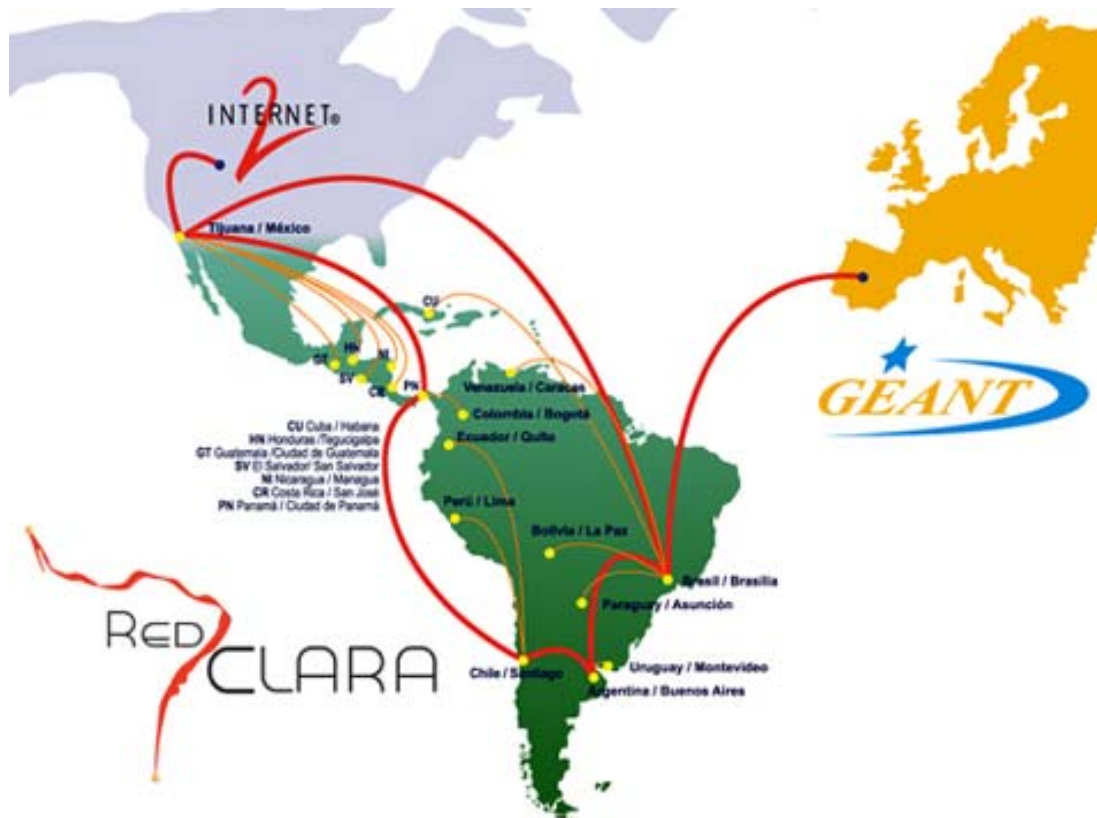 INTERNET®
2
Tijuana / México
CU
GT
HN
NI
SV
CR
PN
Venezuela / Caracas
Colombia / Bogotá
Ecuador / Quito
CU Cuba / Habana
HN Honduras /Tegucigalpa
GT Guatemala /Ciudad de Guatemala
SV El Salvador/ San Salvador
NI Nicaragua / Managua
CR Costa Rica / San José
PN Panamá / Ciudad de Panamá
GEANT
Perú / Lima
Bolivia / La Paz
Brasil / Brasilia
Paraguay / Asunción
RED
CLARA
Chile / Santiago
Uruguay / Montevideo
Argentina / Buenos Aires